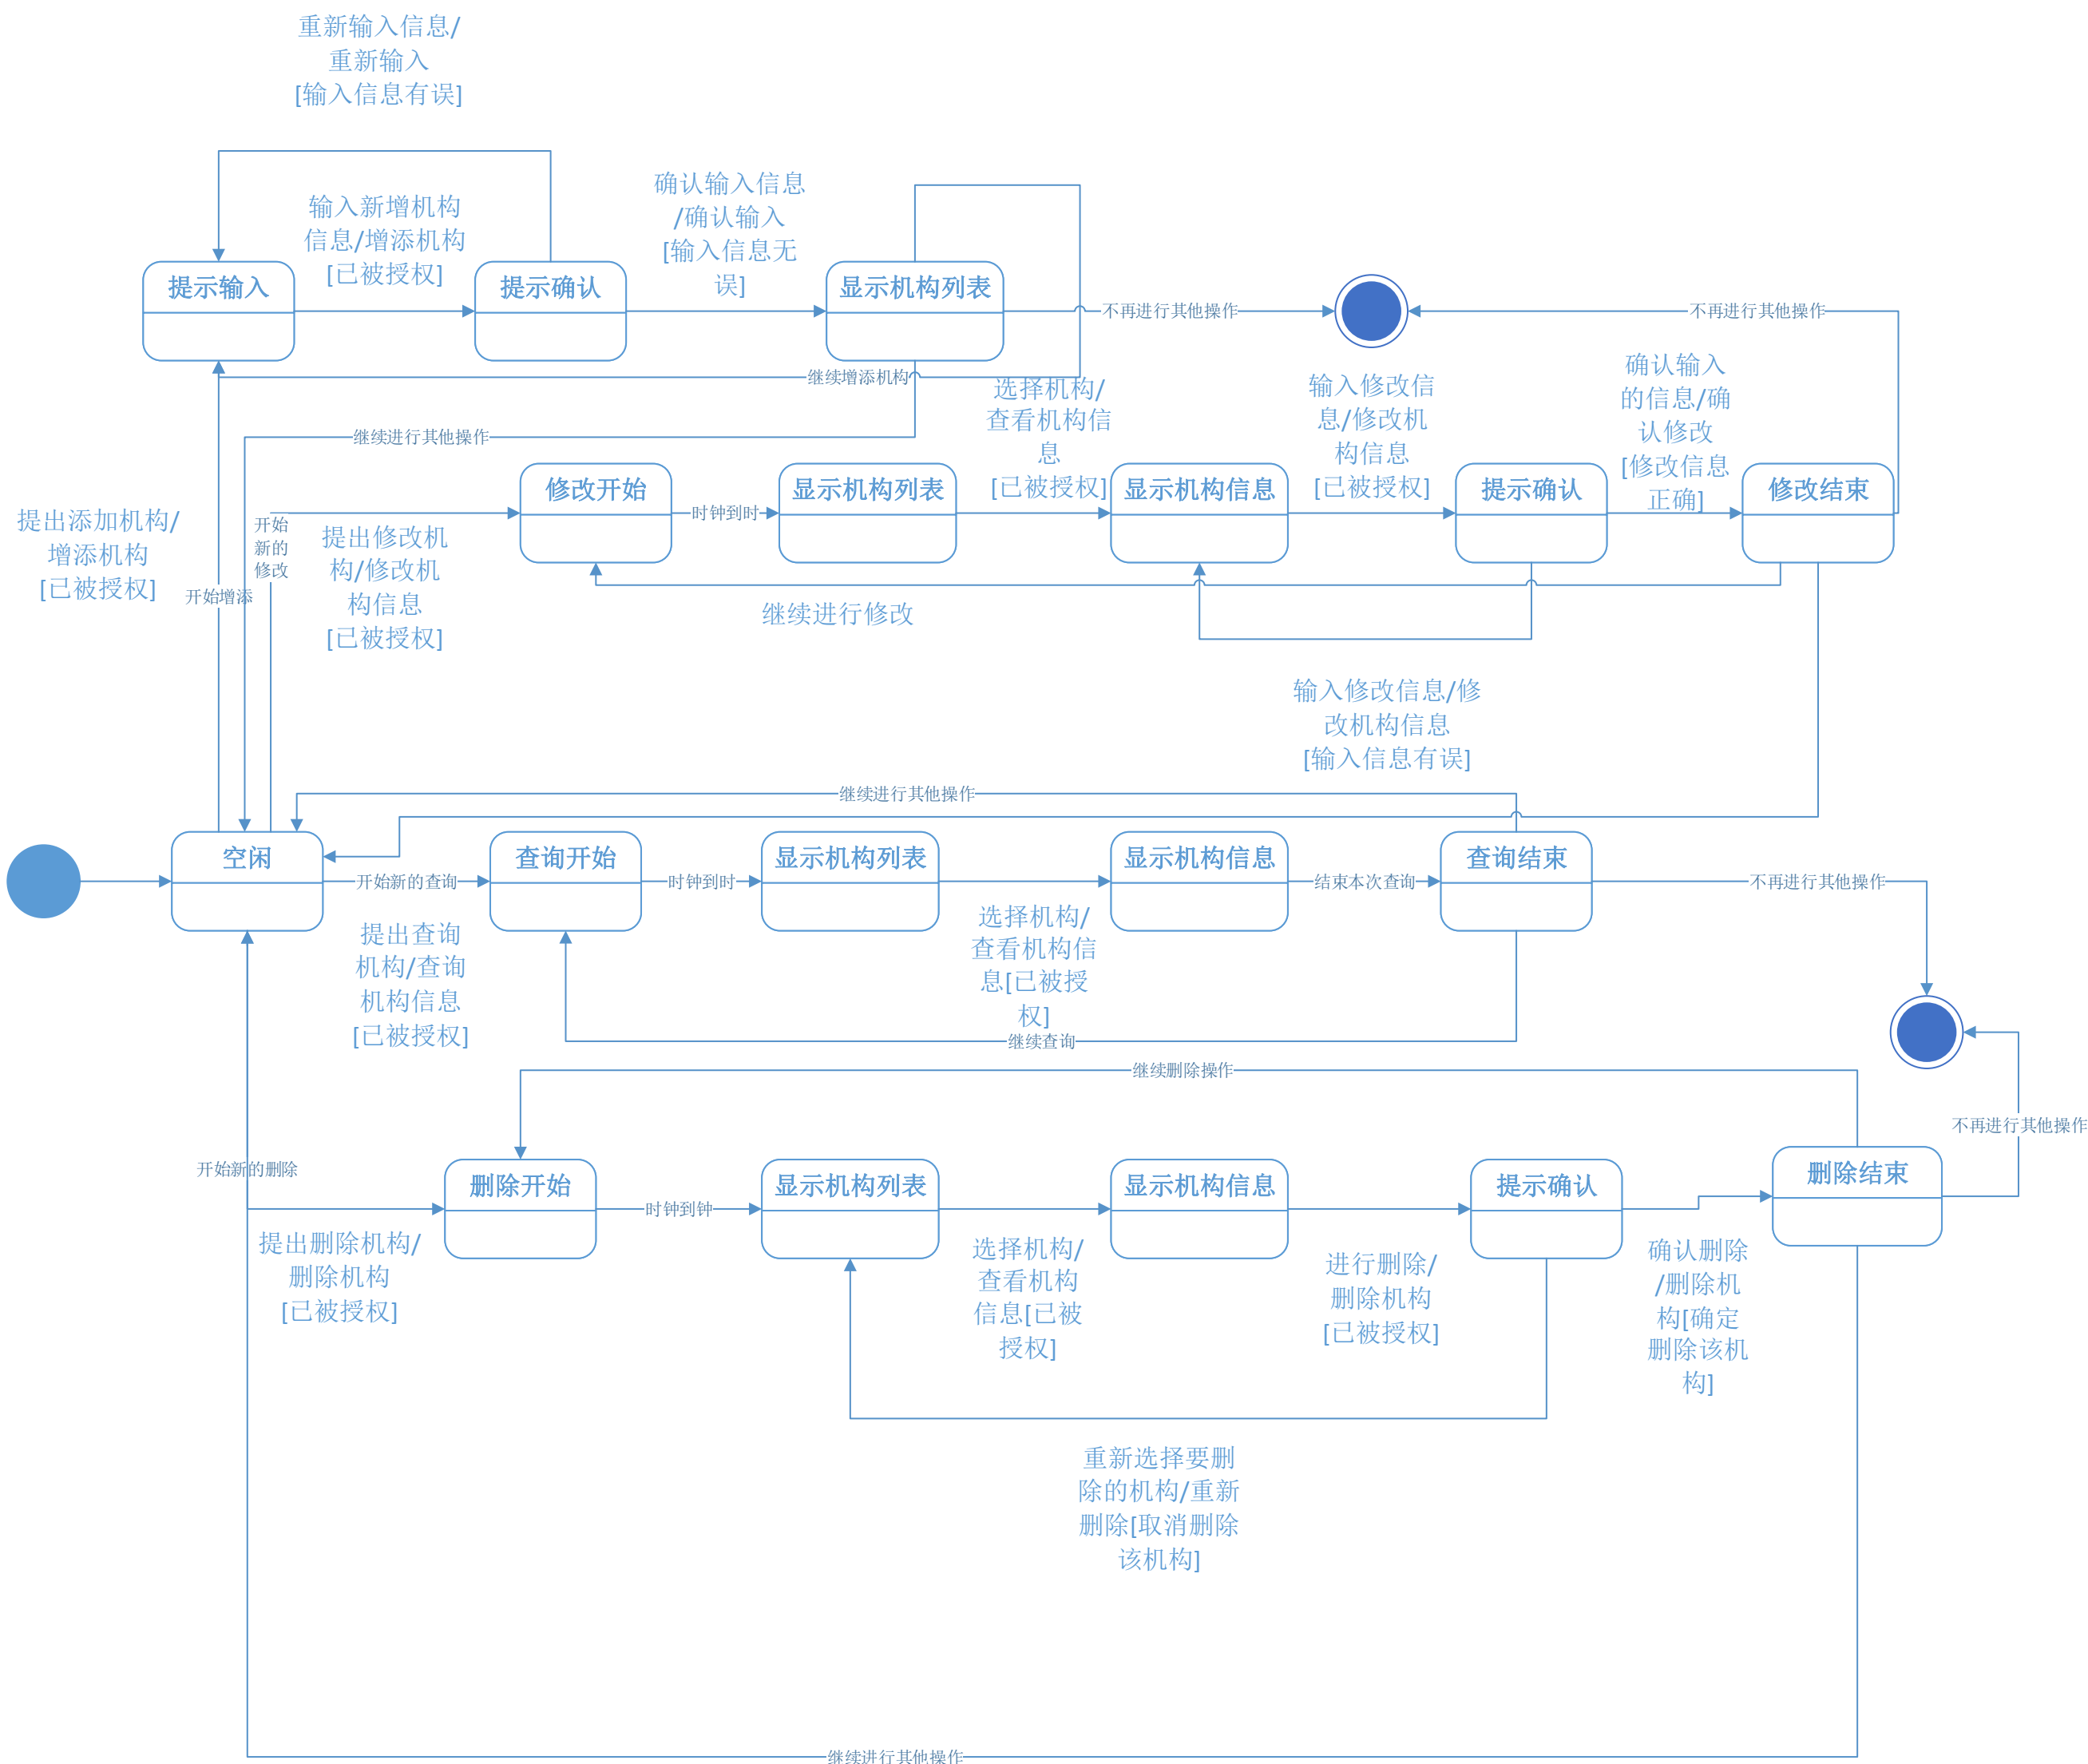 重新输入信息/
重新输入
[输入信息有误]
输入新增机构
信息/增添机构
[已被授权]
确认输入信息
/确认输入
[输入信息无
误]
提示输入
提示确认
显示机构列表
不再进行其他操作
不再进行其他操作
继续增添机构
继续进行其他操作
选择机构/
查看机构信
息
[已被授权]
输入修改信
息/修改机
构信息
[已被授权]
确认输入
的信息/确
认修改
[修改信息
正确]
提出添加机构/
增添机构
[已被授权]
开始增添
开始
新的
修改
提出修改机
构/修改机
构信息
[已被授权]
修改开始
时钟到时
显示机构列表
显示机构信息
提示确认
修改结束
继续进行修改
输入修改信息/修
改机构信息
[输入信息有误]
继续进行其他操作
空闲
开始新的查询
查询开始
时钟到时
显示机构列表
显示机构信息
结束本次查询
查询结束
不再进行其他操作
提出查询
机构/查询
机构信息
[已被授权]
选择机构/
查看机构信
息[已被授
权]
继续查询
继续删除操作
不再进行其他操作
开始新的删除
删除开始
时钟到钟
显示机构列表
显示机构信息
提示确认
删除结束
提出删除机构/
删除机构
[已被授权]
选择机构/
查看机构
信息[已被
授权]
进行删除/
删除机构
[已被授权]
确认删除
/删除机
构[确定
删除该机
构]
重新选择要删
除的机构/重新
删除[取消删除
该机构]
继续进行其他操作